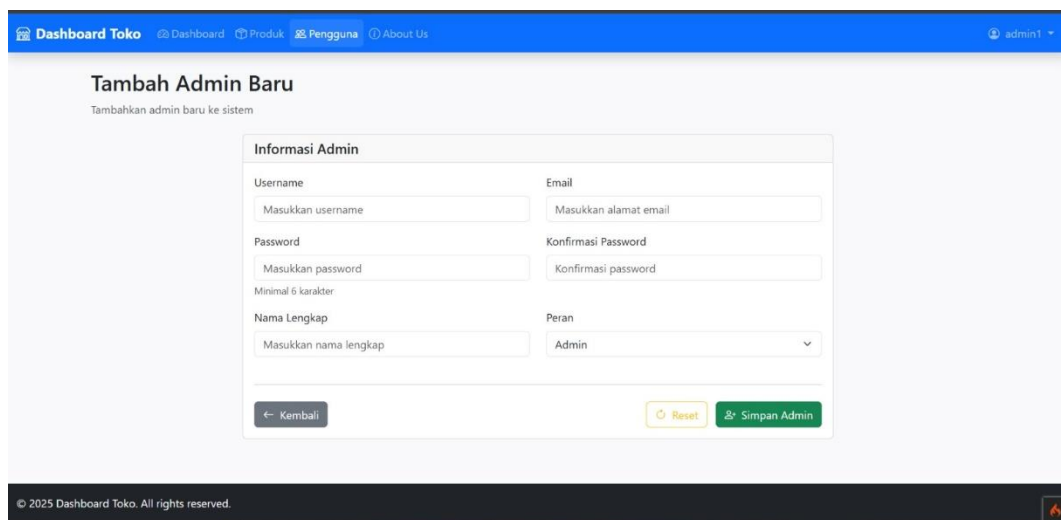 Dashboard Toko Dashboard Produk Pengguna About Us admin1
Tambah Admin Baru
Tambahkan admin baru ke sistem
Informasi Admin
Username Email
Masukkan username Masukkan alamat email
Password Konfirmasi Password
Masukkan password Konfirmasi password
Minimal 6 karakter
Nama Lengkap Peran
Masukkan nama lengkap Admin
Kembali Reset Simpan Admin
© 2025 Dashboard Toko. All rights reserved.